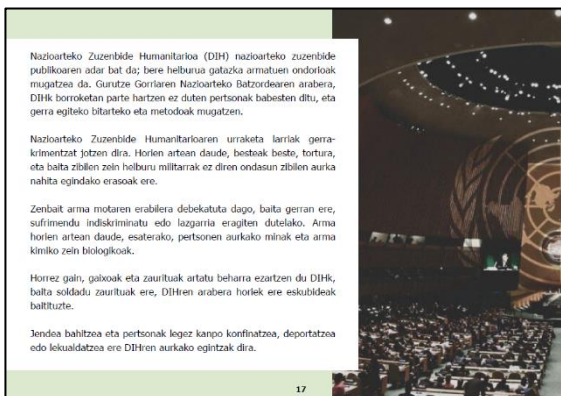 Nazioarteko Zuzenbide Humanitarioa (DIH) nazioarteko zuzenbide
publikoaren adar bat da; bere helburua gatazka armatuen ondorioak
mugatzea da. Gurutze Gorriaren Nazioarteko Batzordearen arabera,
DIHk borroketan parte hartzen ez duten pertsonak babesten ditu, eta
gerra egiteko bitarteko eta metodoak mugatzen.
Nazioarteko Zuzenbide Humanitarioaren urraketa larriak gerra-
krimentzat jotzen dira. Horien artean daude, besteak beste, tortura,
eta baita zibilen zein helburu militarrak ez diren ondasun zibilen aurka
nahita egindako erasoak ere.
Zenbait arma motaren erabilera debekatuta dago, baita gerran ere,
sufrimendu indiskriminatu edo lazgarria eragiten dutelako. Arma
horien artean daude, esaterako, pertsonen aurkako minak eta arma
kimiko zein biologikoak.
Horrez gain, gaixoak eta zaurituak artatu beharra ezartzen du DIHk,
baita soldadu zaurituak ere, DIHren arabera horiek ere eskubideak
baitituzte.
Jendea bahitzea eta pertsonak legez kanpo konfinatzea, deportatzea
edo lekualdatzea ere DIHren aurkako egintzak dira.
17